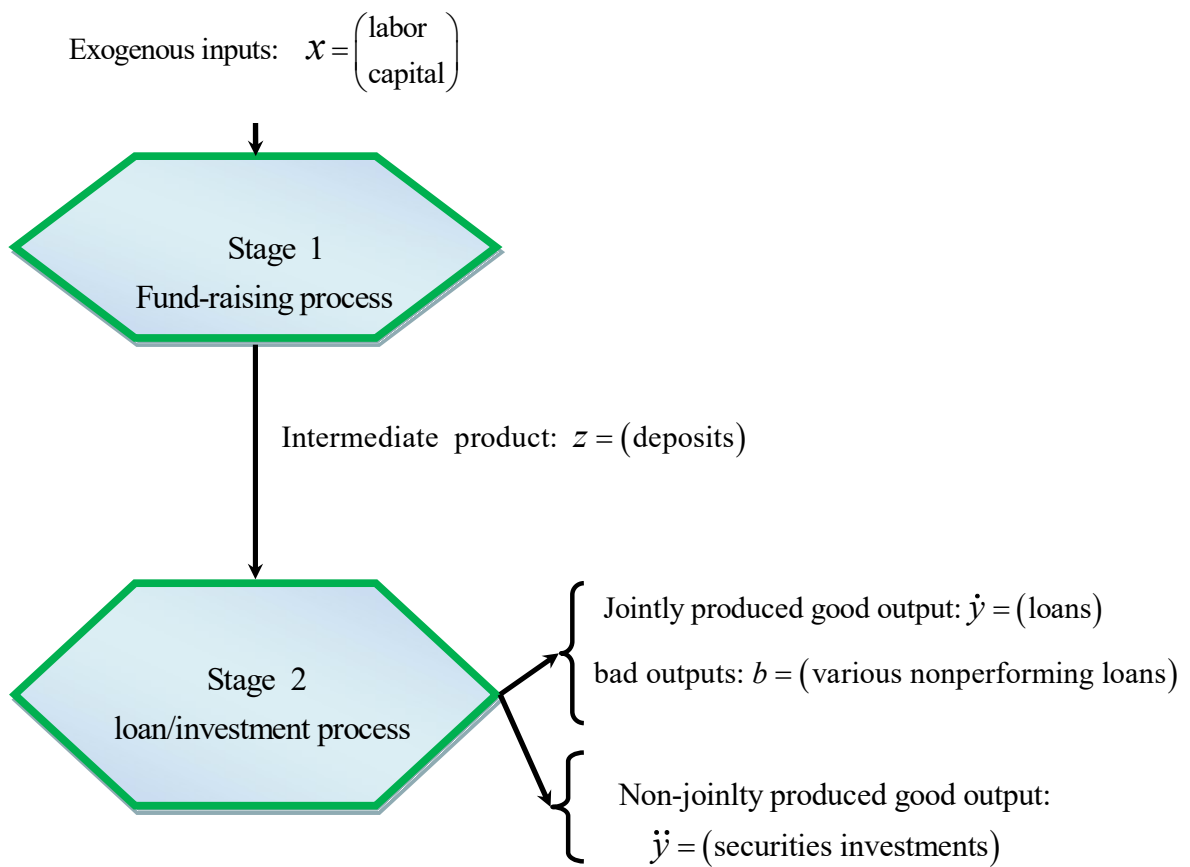 Exogenous inputs: x = (labor capital)
Stage 1
Fund-raising process
Intermediate product: z = (deposits)
Jointly produced good output: ẏ = (loans)
bad outputs: b = (various nonperforming loans)
Stage 2
loan/investment process
Non-joinlty produced good output:
ÿ = (securities investments)